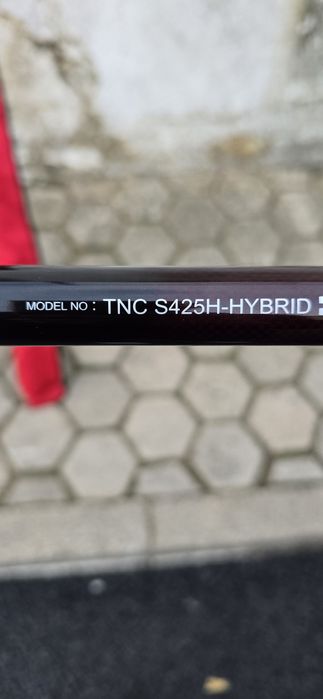 MODEL NO : TNC S425H-HYBRID